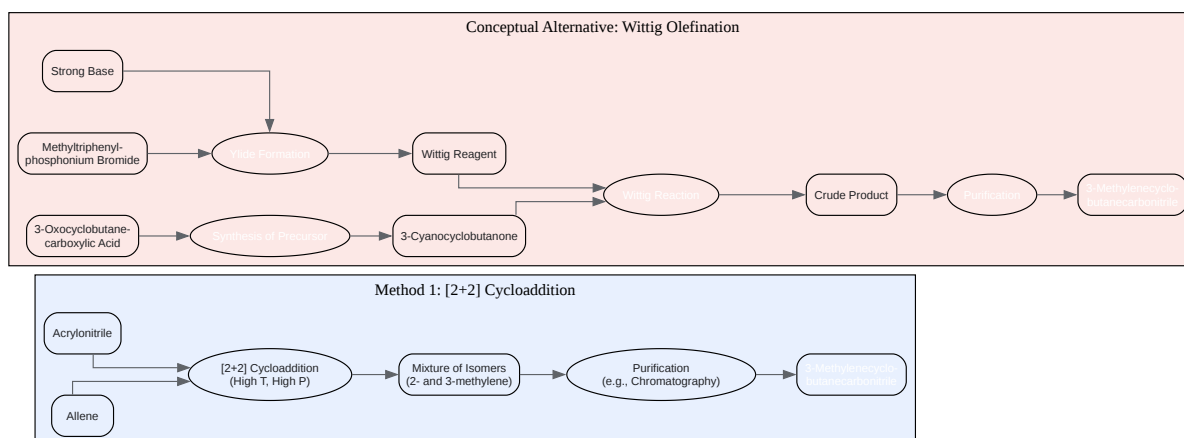 Conceptual Alternative: Wittig Olefination
Strong Base
Methyltriphenyl-
phosphonium Bromide
Ylide Formation
Wittig Reagent
Wittig Reaction
Crude Product
Purification
3-Methylenecyclo-
butanecarbonitrile
3-Oxocyclobutane-
carboxylic Acid
Synthesis of Precursor
3-Cyanocyclobutanone
Method 1: [2+2] Cycloaddition
Acrylonitrile
Allene
[2+2] Cycloaddition
(High T, High P)
Mixture of Isomers
(2- and 3-methylene)
Purification
(e.g., Chromatography)
3-Methylenecyclo-
butanecarbonitrile